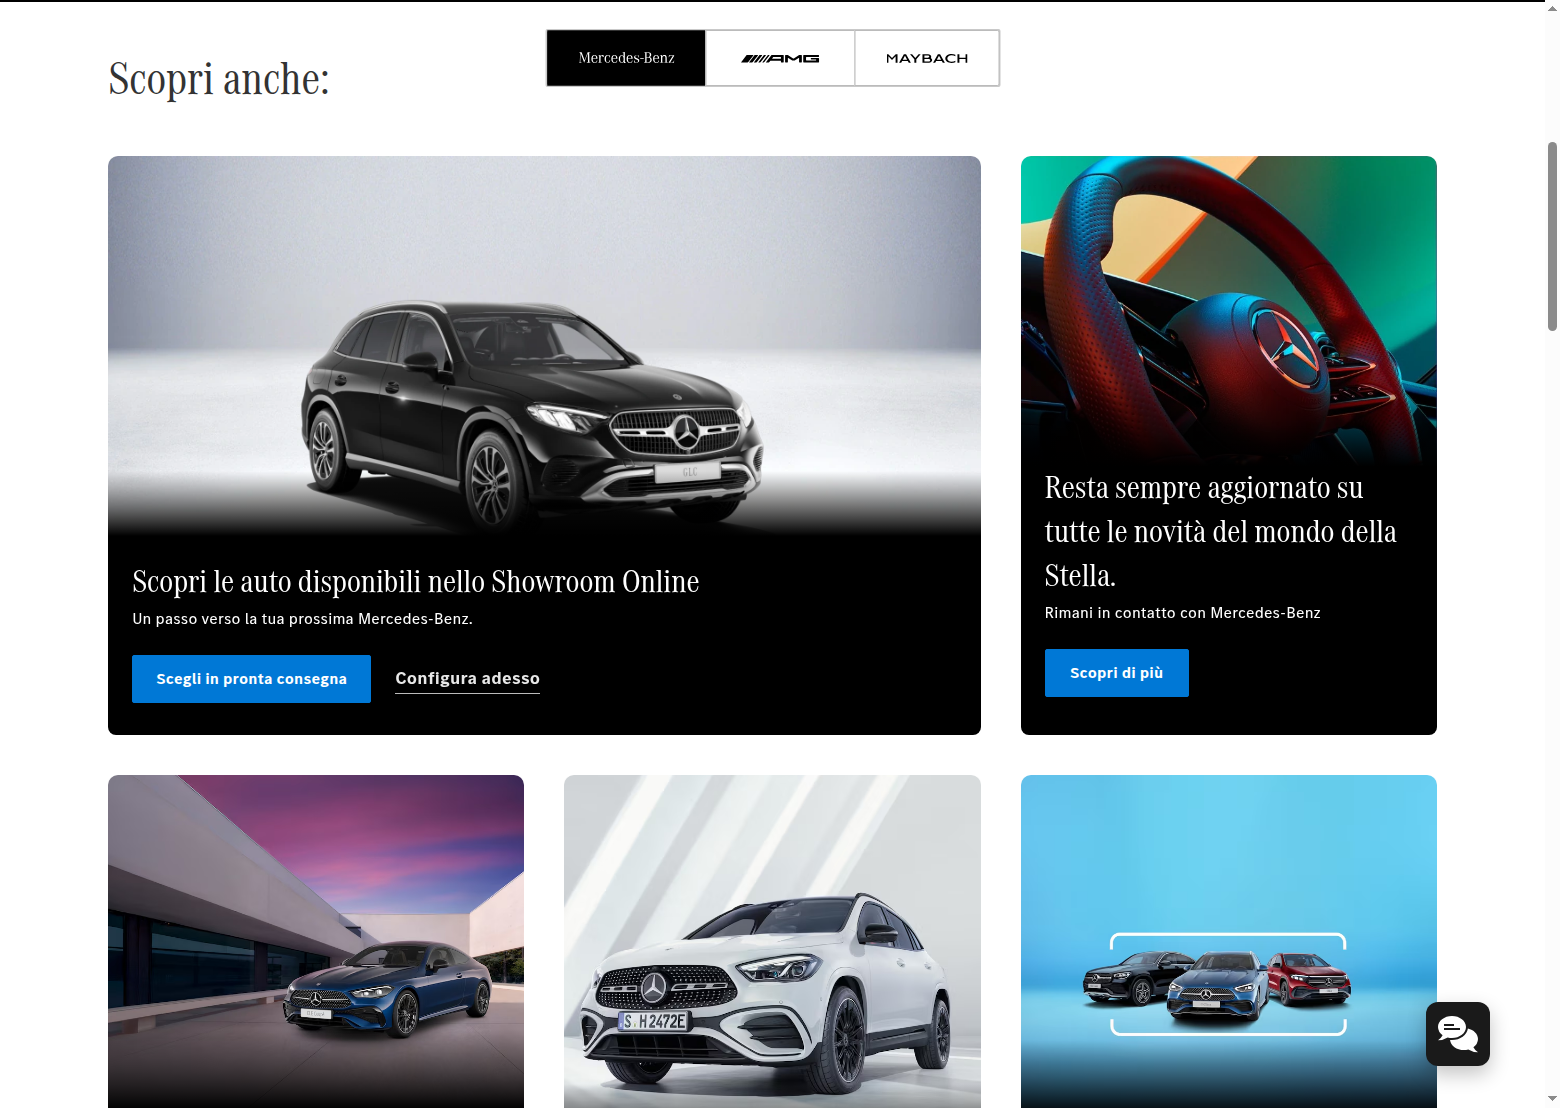 Scopri anche:
Mercedes-Benz
AMG
MAYBACH
GLC
Scopri le auto disponibili nello Showroom Online
Un passo verso la tua prossima Mercedes-Benz.
Scegli in pronta consegna
Configura adesso
Resta sempre aggiornato su
tutte le novità del mondo della
Stella.
Rimani in contatto con Mercedes-Benz
Scopri di più
S H 2472E